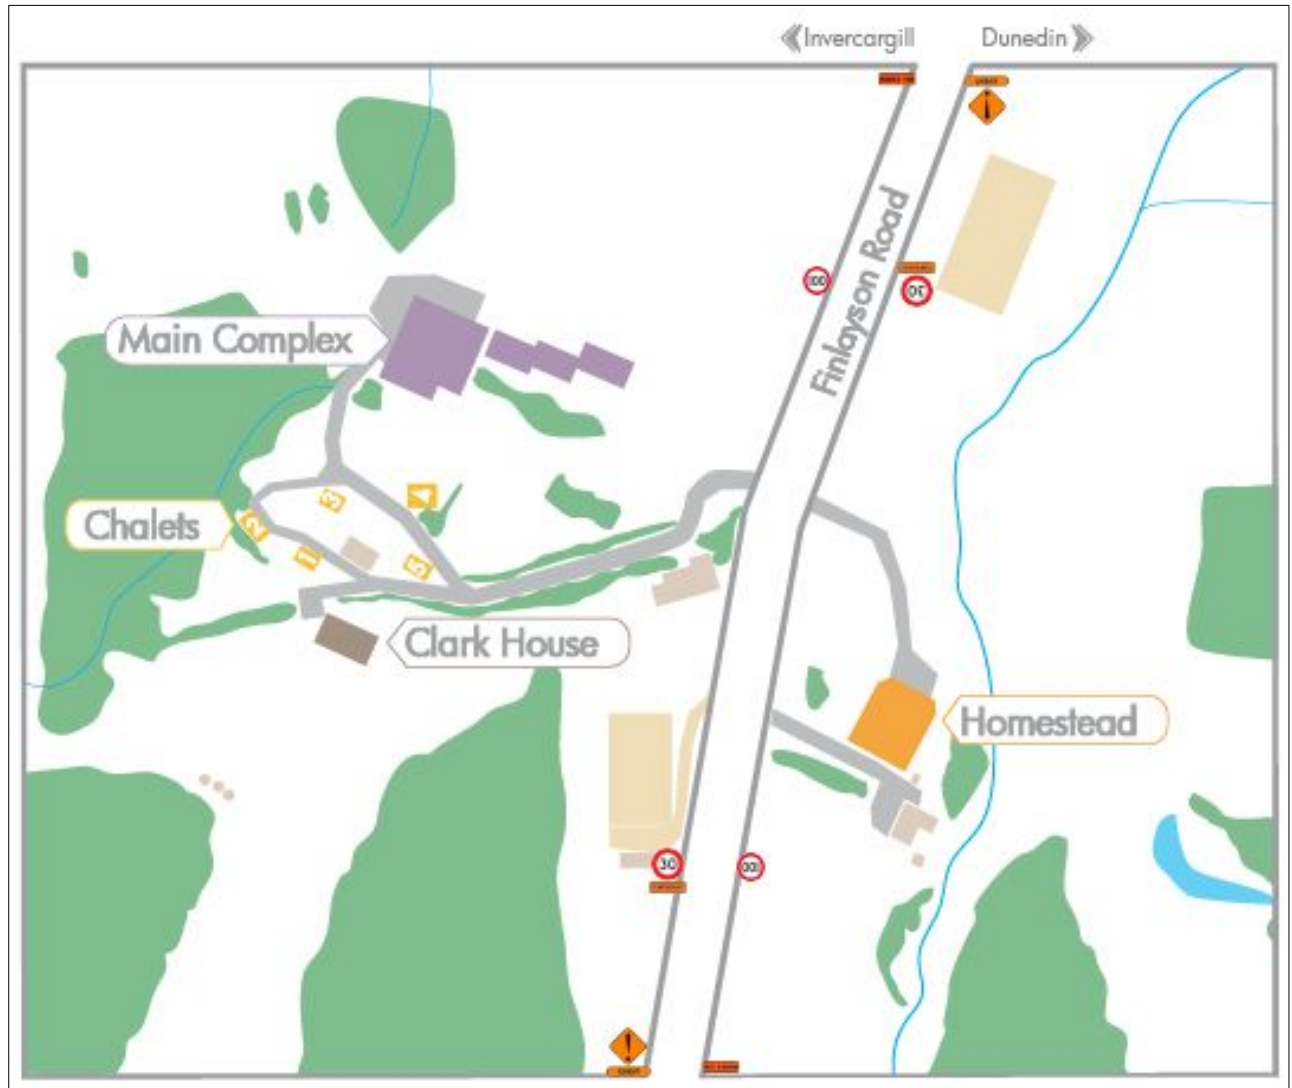 Invercargill
Dunedin
Finlayson Road
100
30
Main Complex
3
4
Chalets
2
1
5
Clark House
Homestead
30
100